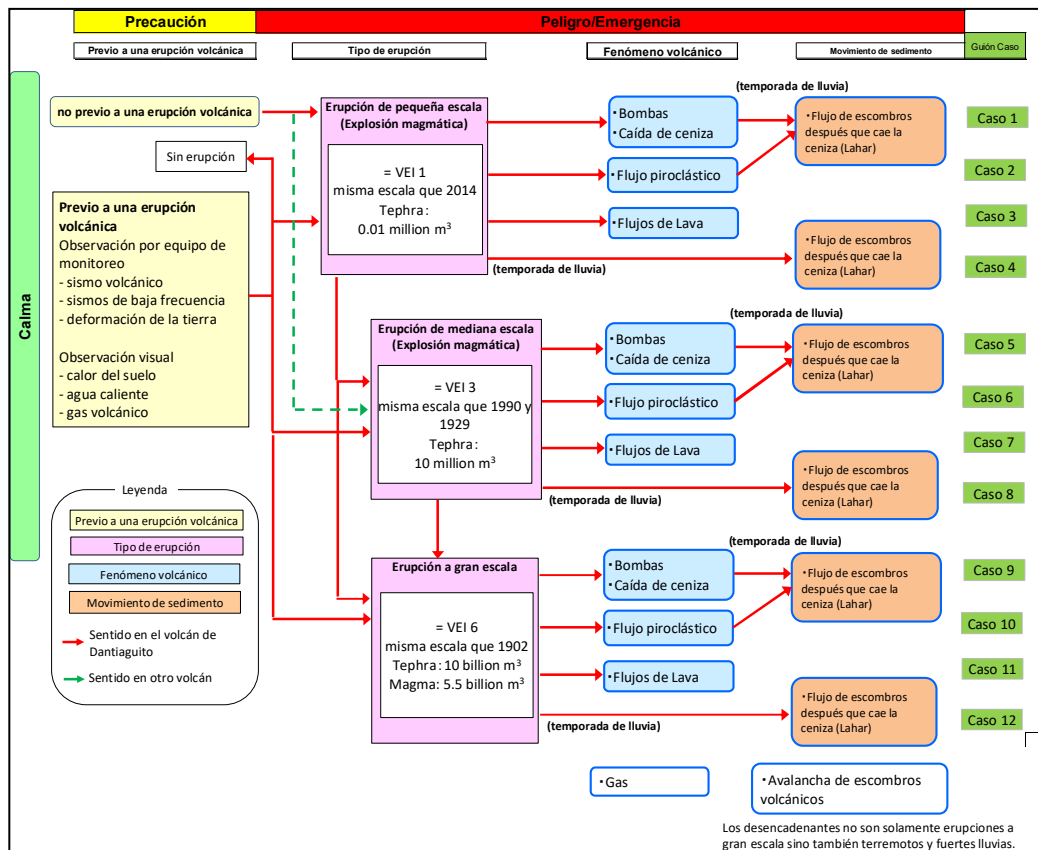 Precaución
Peligro/Emergencia
Previo a una erupción volcánica
Tipo de erupción
Fenómeno volcánico
Movimiento de sedimento
Guión Caso
Calma
no previo a una erupción volcánica
Sin erupción
Previo a una erupción
volcánica
Observación por equipo de
monitoreo
- sismo volcánico
- sismos de baja frecuencia
- deformación de la tierra
Observación visual
- calor del suelo
- agua caliente
- gas volcánico
Leyenda
Previo a una erupción volcánica
Tipo de erupción
Fenómeno volcánico
Movimiento de sedimento
Sentido en el volcán de
Dantiaguito
Sentido en otro volcán
Erupción de pequeña escala
(Explosión magmática)
= VEI 1
misma escala que 2014
Tephra:
0.01 million m³
・Bombas
・Caída de ceniza
・Flujo piroclástico
・Flujos de Lava
(temporada de lluvia)
・Flujo de escombros
después que cae la
ceniza (Lahar)
(temporada de lluvia)
・Flujo de escombros
después que cae la
ceniza (Lahar)
Caso 1
Caso 2
Caso 3
Caso 4
Erupción de mediana escala
(Explosión magmática)
= VEI 3
misma escala que 1990 y
1929
Tephra:
10 million m³
・Bombas
・Caída de ceniza
・Flujo piroclástico
・Flujos de Lava
(temporada de lluvia)
・Flujo de escombros
después que cae la
ceniza (Lahar)
(temporada de lluvia)
・Flujo de escombros
después que cae la
ceniza (Lahar)
Caso 5
Caso 6
Caso 7
Caso 8
Erupción a gran escala
= VEI 6
misma escala que 1902
Tephra: 10 billion m³
Magma: 5.5 billion m³
・Bombas
・Caída de ceniza
・Flujo piroclástico
・Flujos de Lava
(temporada de lluvia)
・Flujo de escombros
después que cae la
ceniza (Lahar)
(temporada de lluvia)
・Flujo de escombros
después que cae la
ceniza (Lahar)
Caso 9
Caso 10
Caso 11
Caso 12
・Gas
・Avalancha de escombros
volcánicos
Los desencadenantes no son solamente erupciones a
gran escala sino también terremotos y fuertes lluvias.